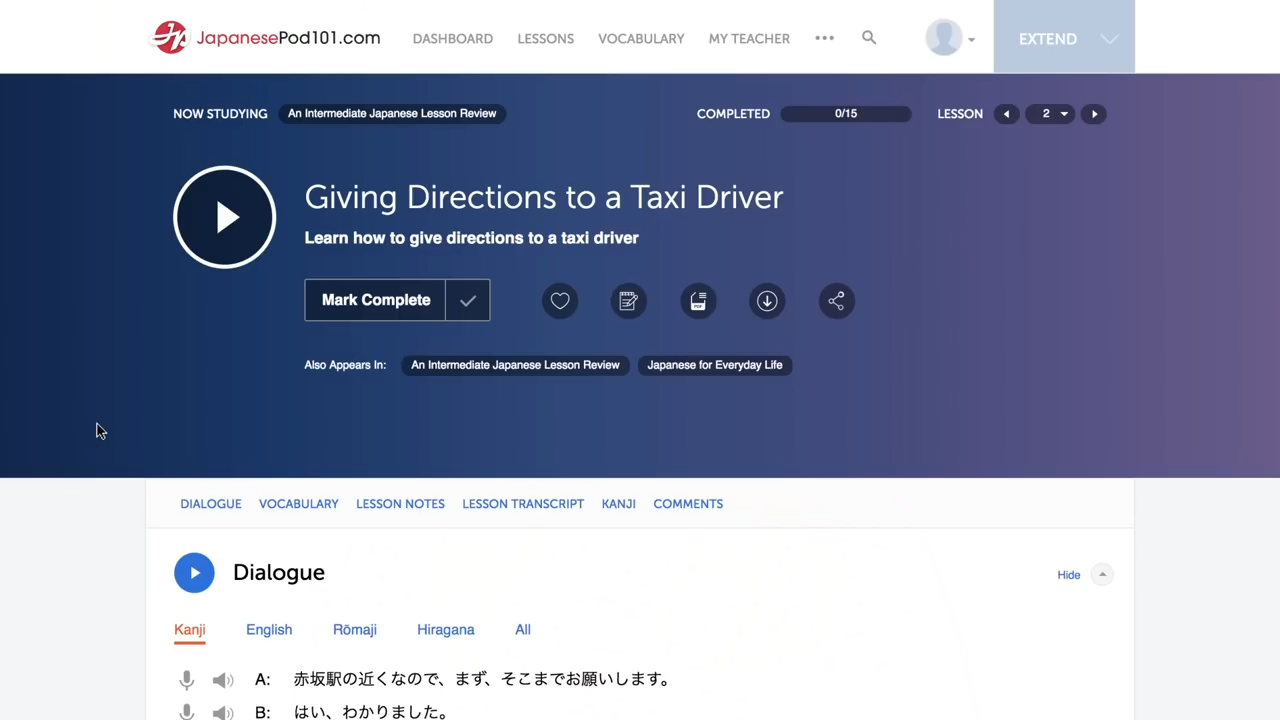 JapanesePod101.com DASHBOARD LESSONS VOCABULARY MY TEACHER ••• EXTEND
NOW STUDYING An Intermediate Japanese Lesson Review COMPLETED 0/15 LESSON 2
Giving Directions to a Taxi Driver
Learn how to give directions to a taxi driver
Mark Complete PDF
Also Appears In: An Intermediate Japanese Lesson Review Japanese for Everyday Life
DIALOGUE VOCABULARY LESSON NOTES LESSON TRANSCRIPT KANJI COMMENTS
Dialogue Hide
Kanji English Rōmaji Hiragana All
A: 赤坂駅の近くなので、まず、そこまでお願いします。
B: はい、わかりました。